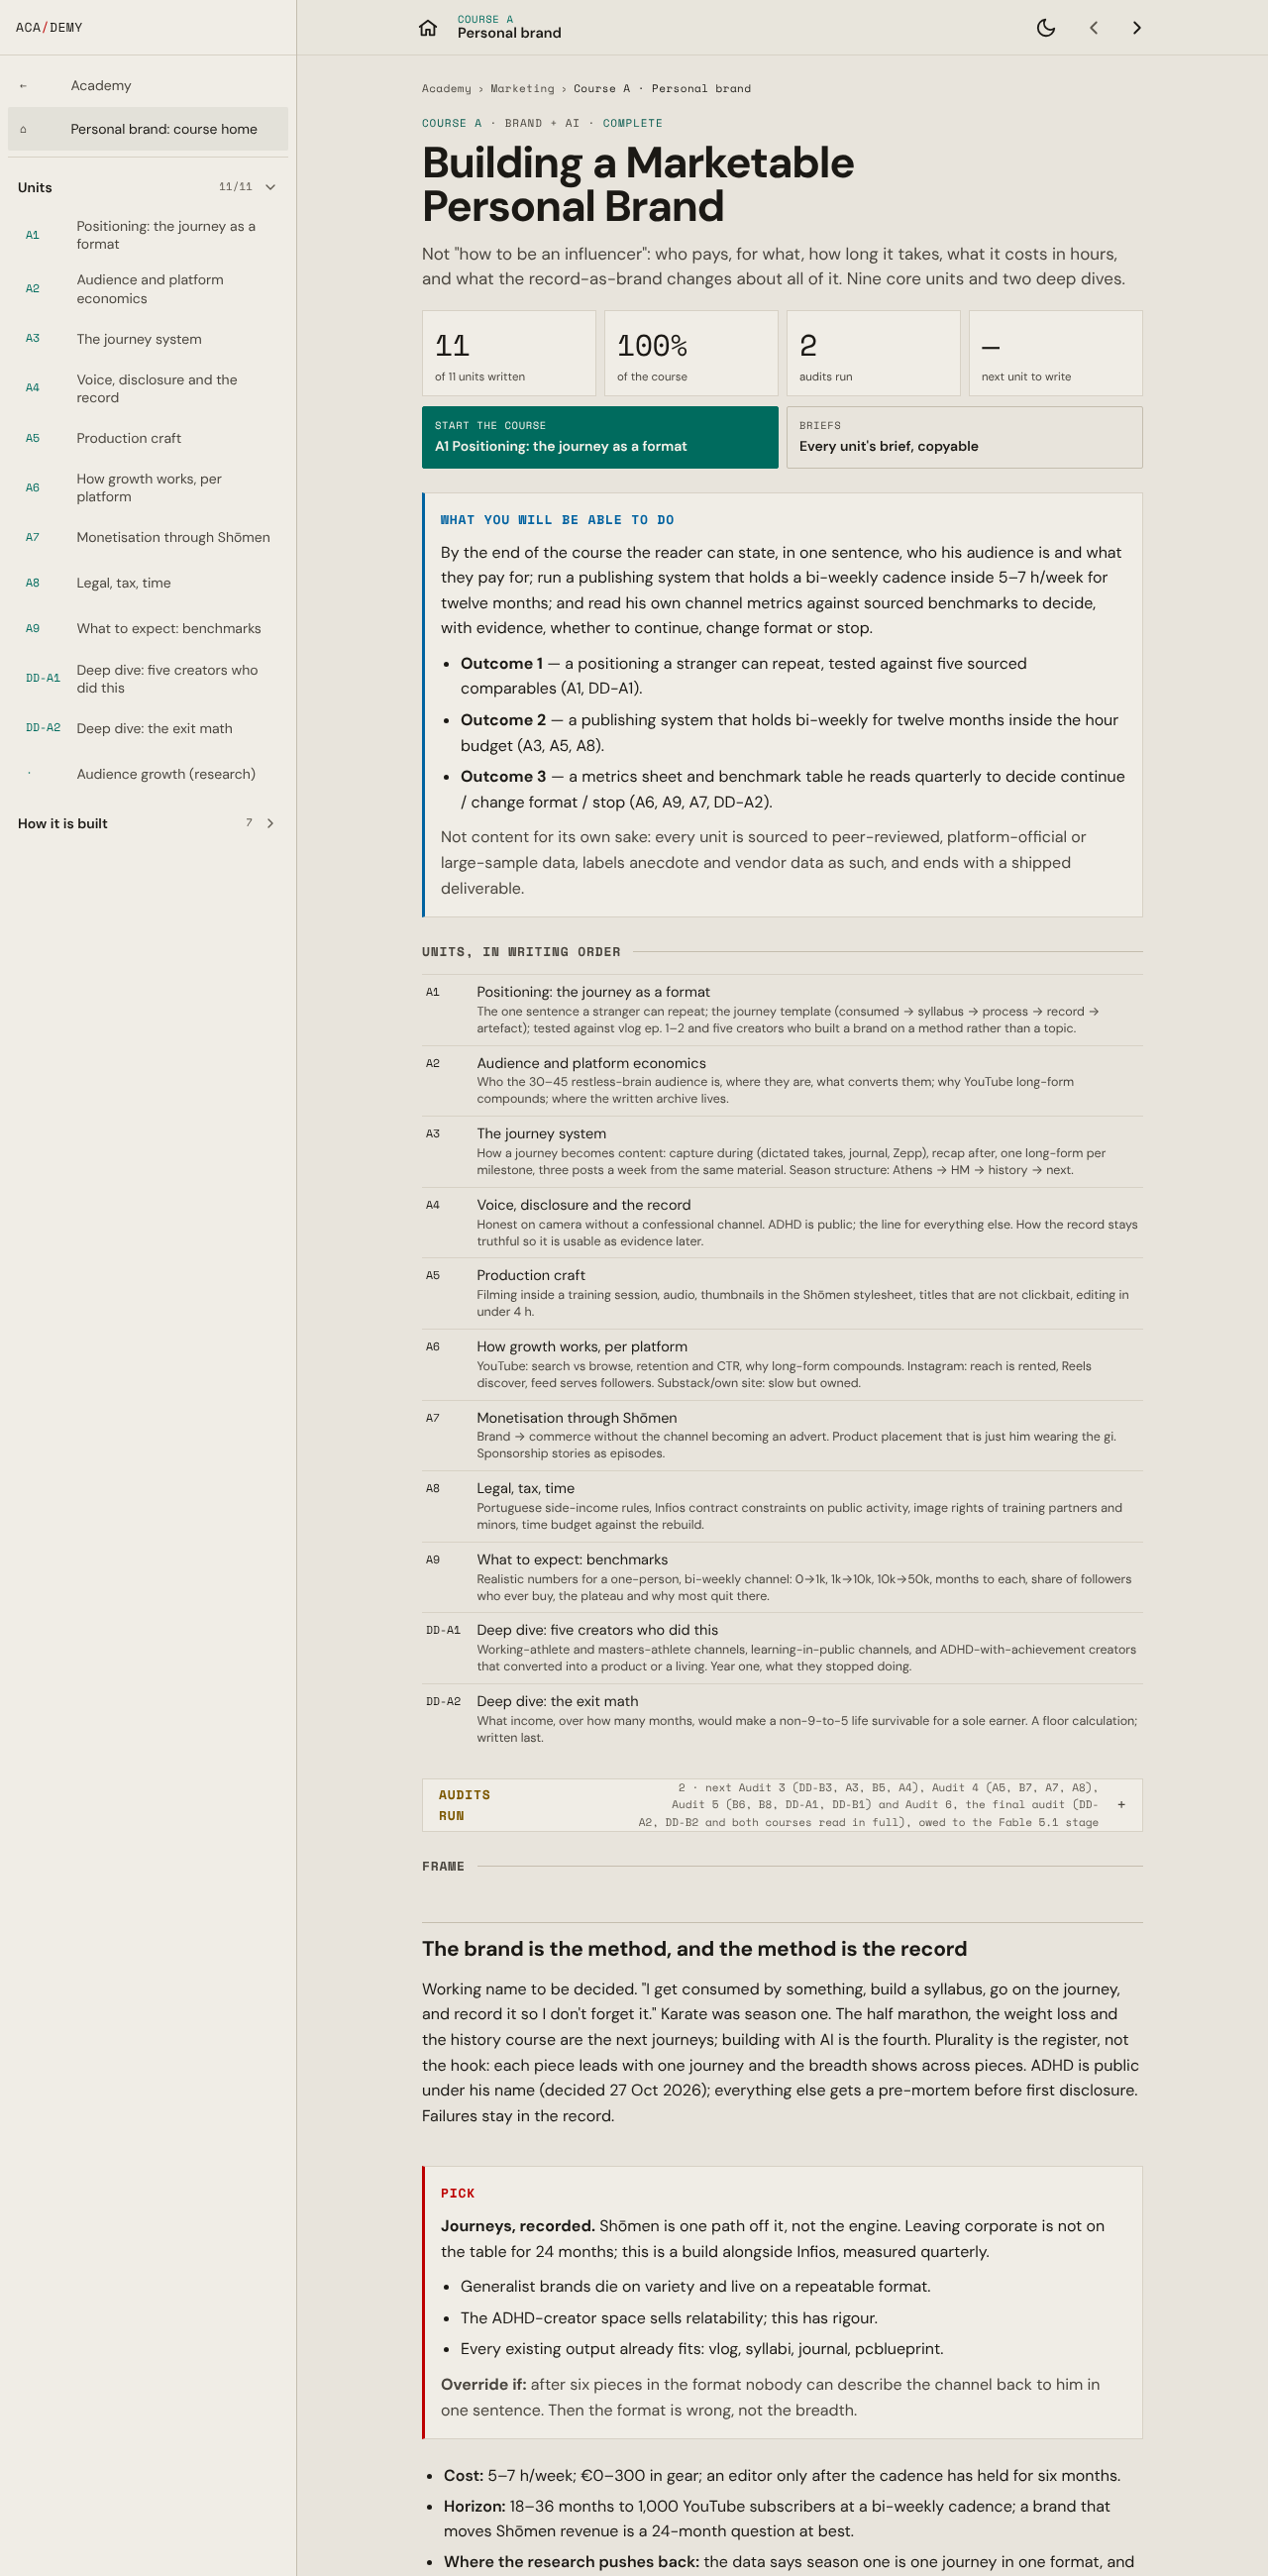 ACA/DEMY
← Academy
⌂ Personal brand: course home
Units 11/11
A1 Positioning: the journey as a
format
A2 Audience and platform
economics
A3 The journey system
A4 Voice, disclosure and the
record
A5 Production craft
A6 How growth works, per
platform
A7 Monetisation through Shōmen
A8 Legal, tax, time
A9 What to expect: benchmarks
DD-A1 Deep dive: five creators who
did this
DD-A2 Deep dive: the exit math
· Audience growth (research)
How it is built 7
COURSE A
Personal brand
Academy › Marketing › Course A · Personal brand
COURSE A · BRAND + AI · COMPLETE
Building a Marketable
Personal Brand
Not "how to be an influencer": who pays, for what, how long it takes, what it costs in hours,
and what the record-as-brand changes about all of it. Nine core units and two deep dives.
11
of 11 units written
100%
of the course
2
audits run
—
next unit to write
START THE COURSE
A1 Positioning: the journey as a format
BRIEFS
Every unit's brief, copyable
WHAT YOU WILL BE ABLE TO DO
By the end of the course the reader can state, in one sentence, who his audience is and what
they pay for; run a publishing system that holds a bi-weekly cadence inside 5–7 h/week for
twelve months; and read his own channel metrics against sourced benchmarks to decide,
with evidence, whether to continue, change format or stop.
• Outcome 1 — a positioning a stranger can repeat, tested against five sourced
comparables (A1, DD-A1).
• Outcome 2 — a publishing system that holds bi-weekly for twelve months inside the hour
budget (A3, A5, A8).
• Outcome 3 — a metrics sheet and benchmark table he reads quarterly to decide continue
/ change format / stop (A6, A9, A7, DD-A2).
Not content for its own sake: every unit is sourced to peer-reviewed, platform-official or
large-sample data, labels anecdote and vendor data as such, and ends with a shipped
deliverable.
UNITS, IN WRITING ORDER
A1 Positioning: the journey as a format
The one sentence a stranger can repeat; the journey template (consumed → syllabus → process → record →
artefact); tested against vlog ep. 1–2 and five creators who built a brand on a method rather than a topic.
A2 Audience and platform economics
Who the 30–45 restless-brain audience is, where they are, what converts them; why YouTube long-form
compounds; where the written archive lives.
A3 The journey system
How a journey becomes content: capture during (dictated takes, journal, Zepp), recap after, one long-form per
milestone, three posts a week from the same material. Season structure: Athens → HM → history → next.
A4 Voice, disclosure and the record
Honest on camera without a confessional channel. ADHD is public; the line for everything else. How the record stays
truthful so it is usable as evidence later.
A5 Production craft
Filming inside a training session, audio, thumbnails in the Shōmen stylesheet, titles that are not clickbait, editing in
under 4 h.
A6 How growth works, per platform
YouTube: search vs browse, retention and CTR, why long-form compounds. Instagram: reach is rented, Reels
discover, feed serves followers. Substack/own site: slow but owned.
A7 Monetisation through Shōmen
Brand → commerce without the channel becoming an advert. Product placement that is just him wearing the gi.
Sponsorship stories as episodes.
A8 Legal, tax, time
Portuguese side-income rules, Infios contract constraints on public activity, image rights of training partners and
minors, time budget against the rebuild.
A9 What to expect: benchmarks
Realistic numbers for a one-person, bi-weekly channel: 0→1k, 1k→10k, 10k→50k, months to each, share of followers
who ever buy, the plateau and why most quit there.
DD-A1 Deep dive: five creators who did this
Working-athlete and masters-athlete channels, learning-in-public channels, and ADHD-with-achievement creators
that converted into a product or a living. Year one, what they stopped doing.
DD-A2 Deep dive: the exit math
What income, over how many months, would make a non-9-to-5 life survivable for a sole earner. A floor calculation;
written last.
AUDITS
RUN
2 · next Audit 3 (DD-B3, A3, B5, A4), Audit 4 (A5, B7, A7, A8),
Audit 5 (B6, B8, DD-A1, DD-B1) and Audit 6, the final audit (DD-
A2, DD-B2 and both courses read in full), owed to the Fable 5.1 stage
+
FRAME
The brand is the method, and the method is the record
Working name to be decided. "I get consumed by something, build a syllabus, go on the journey,
and record it so I don't forget it." Karate was season one. The half marathon, the weight loss and
the history course are the next journeys; building with AI is the fourth. Plurality is the register, not
the hook: each piece leads with one journey and the breadth shows across pieces. ADHD is public
under his name (decided 27 Oct 2026); everything else gets a pre-mortem before first disclosure.
Failures stay in the record.
PICK
Journeys, recorded. Shōmen is one path off it, not the engine. Leaving corporate is not on
the table for 24 months; this is a build alongside Infios, measured quarterly.
• Generalist brands die on variety and live on a repeatable format.
• The ADHD-creator space sells relatability; this has rigour.
• Every existing output already fits: vlog, syllabi, journal, pcblueprint.
Override if: after six pieces in the format nobody can describe the channel back to him in
one sentence. Then the format is wrong, not the breadth.
• Cost: 5–7 h/week; €0–300 in gear; an editor only after the cadence has held for six months.
• Horizon: 18–36 months to 1,000 YouTube subscribers at a bi-weekly cadence; a brand that
moves Shōmen revenue is a 24-month question at best.
• Where the research pushes back: the data says season one is one journey in one format, and